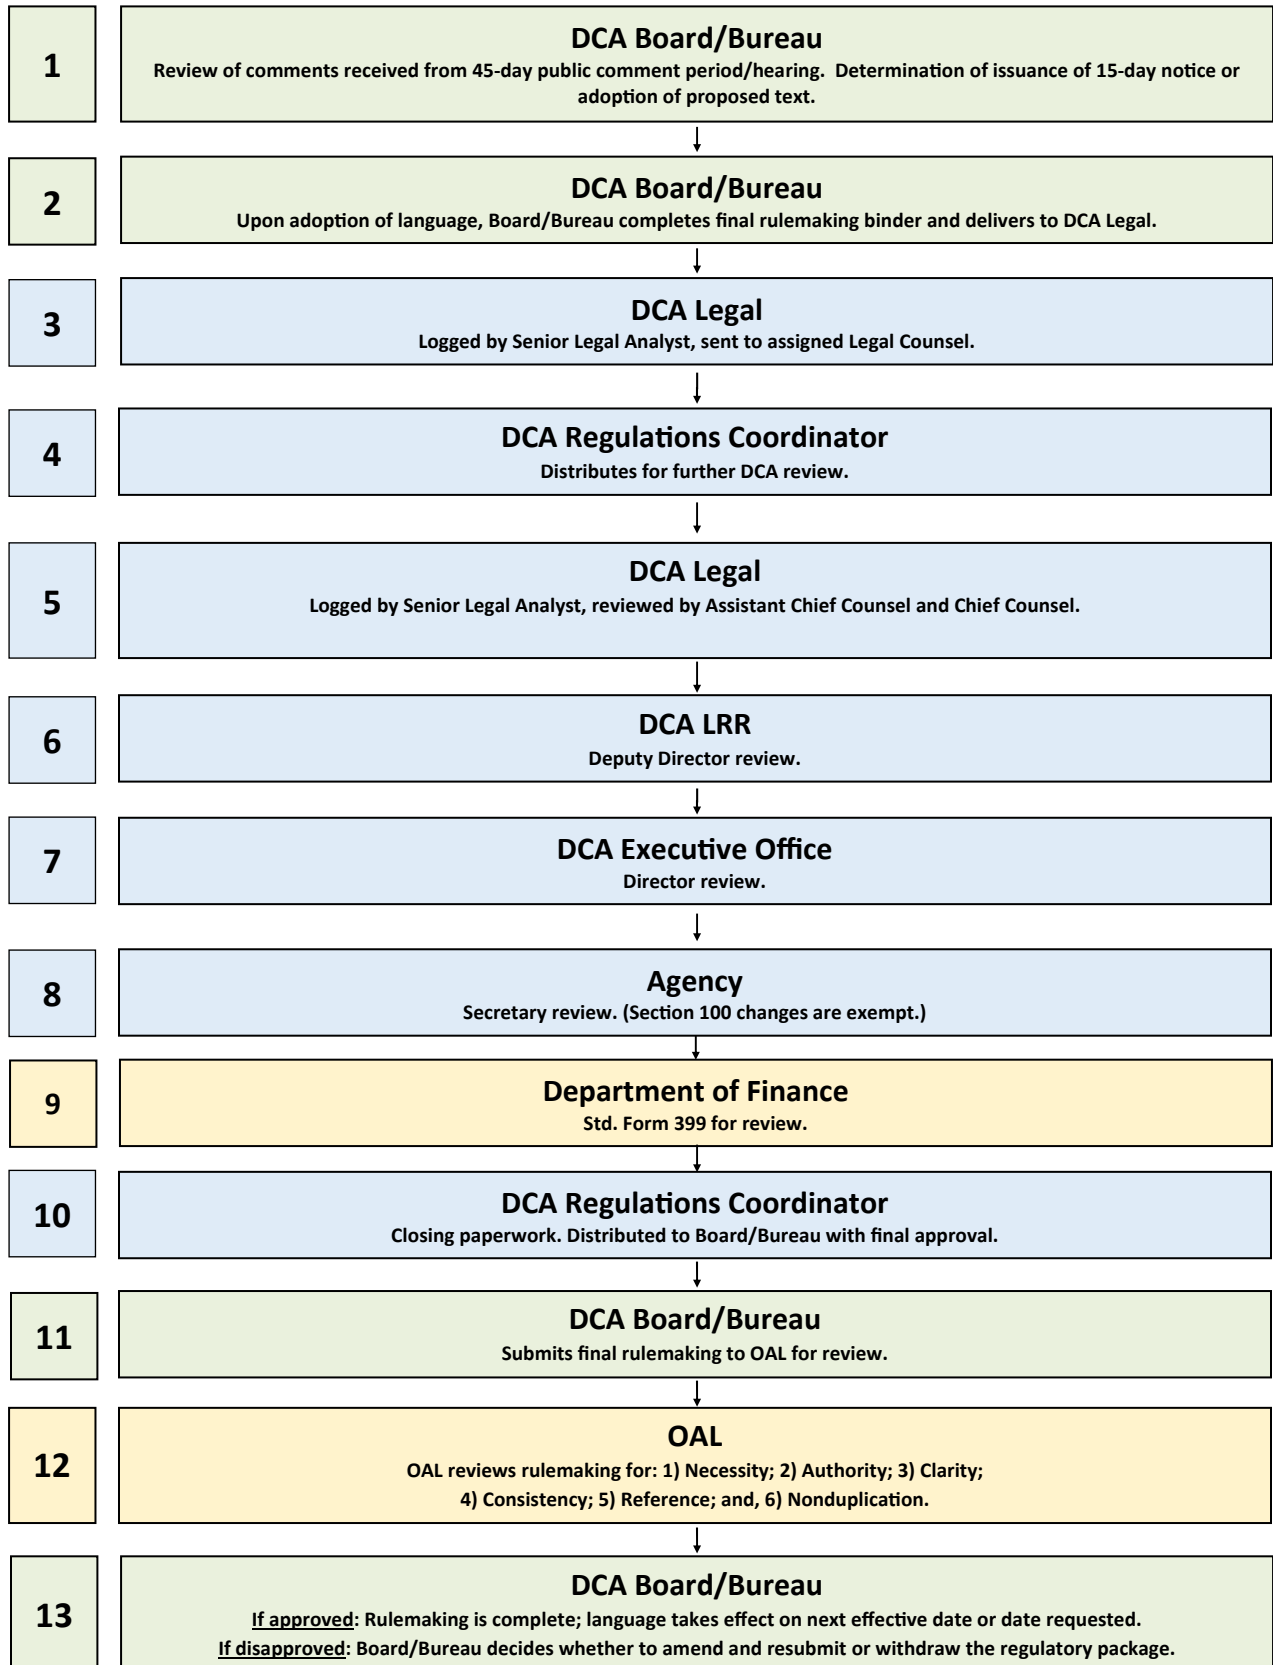 1
DCA Board/Bureau
Review of comments received from 45-day public comment period/hearing.  Determination of issuance of 15-day notice or
adoption of proposed text.
2
DCA Board/Bureau
Upon adoption of language, Board/Bureau completes final rulemaking binder and delivers to DCA Legal.
3
DCA Legal
Logged by Senior Legal Analyst, sent to assigned Legal Counsel.
4
DCA Regulations Coordinator
Distributes for further DCA review.
5
DCA Legal
Logged by Senior Legal Analyst, reviewed by Assistant Chief Counsel and Chief Counsel.
6
DCA LRR
Deputy Director review.
7
DCA Executive Office
Director review.
8
Agency
Secretary review. (Section 100 changes are exempt.)
9
Department of Finance
Std. Form 399 for review.
10
DCA Regulations Coordinator
Closing paperwork. Distributed to Board/Bureau with final approval.
11
DCA Board/Bureau
Submits final rulemaking to OAL for review.
12
OAL
OAL reviews rulemaking for: 1) Necessity; 2) Authority; 3) Clarity;
4) Consistency; 5) Reference; and, 6) Nonduplication.
13
DCA Board/Bureau
If approved: Rulemaking is complete; language takes effect on next effective date or date requested.
If disapproved: Board/Bureau decides whether to amend and resubmit or withdraw the regulatory package.